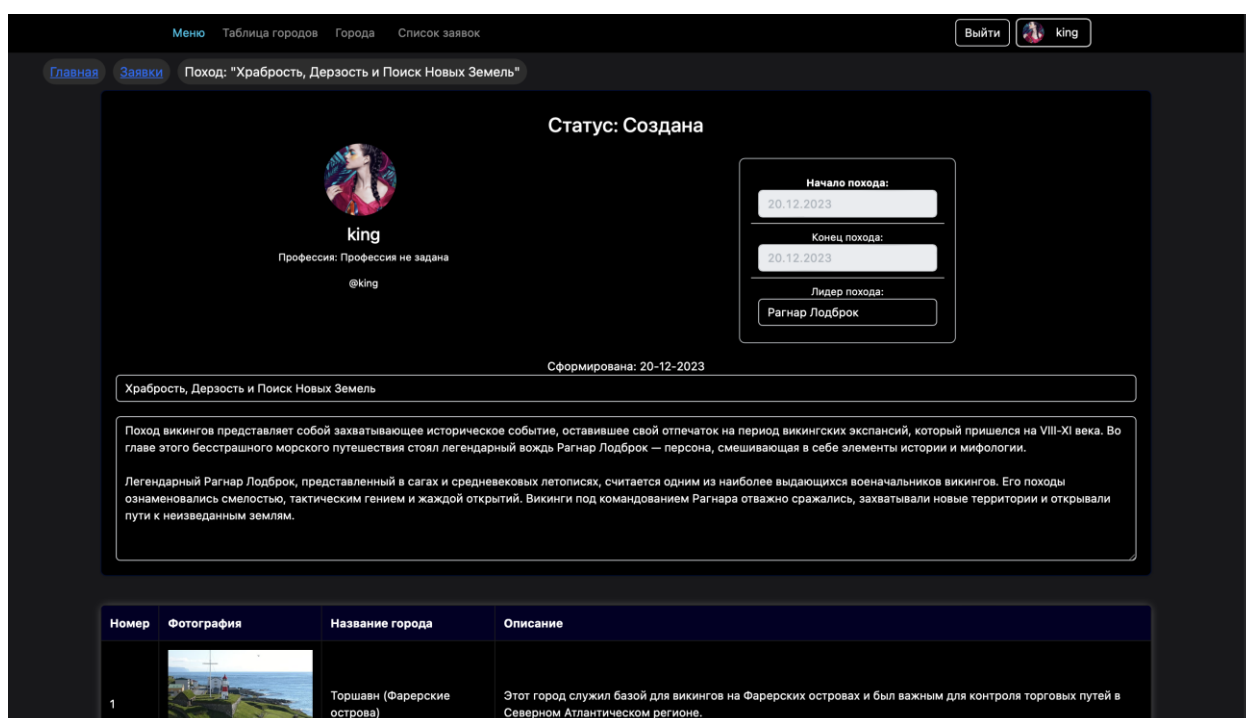 Меню Таблица городов Города Список заявок Выйти king
Главная Заявки Поход: "Храбрость, Дерзость и Поиск Новых Земель"
Статус: Создана
king
Профессия: Профессия не задана
@king
Начало похода:
20.12.2023
Конец похода:
20.12.2023
Лидер похода:
Рагнар Лодброк
Сформирована: 20-12-2023
Храбрость, Дерзость и Поиск Новых Земель
Поход викингов представляет собой захватывающее историческое событие, оставившее свой отпечаток на период викингских экспансий, который пришелся на VIII-XI века. Во
главе этого бесстрашного морского путешествия стоял легендарный вождь Рагнар Лодброк — персона, смешивающая в себе элементы истории и мифологии.
Легендарный Рагнар Лодброк, представленный в сагах и средневековых летописях, считается одним из наиболее выдающихся военачальников викингов. Его походы
ознаменовались смелостью, тактическим гением и жаждой открытий. Викинги под командованием Рагнара отважно сражались, захватывали новые территории и открывали
пути к неизведанным землям.
Номер Фотография Название города Описание
1 Торшавн (Фарерские
острова)
Этот город служил базой для викингов на Фарерских островах и был важным для контроля торговых путей в
Северном Атлантическом регионе.